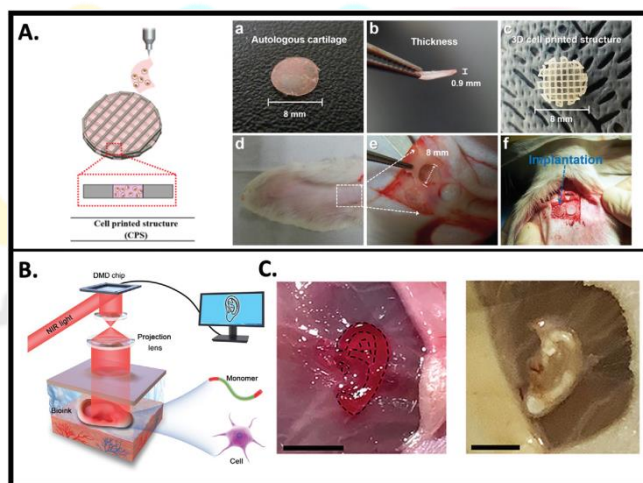 A.
Cell printed structure
(CPS)
a
Autologous cartilage
8 mm
b
Thickness
0.9 mm
c
3D cell printed structure
8 mm
d
e
8 mm
f
Implantation
B.
DMD chip
NIR light
Projection
lens
Bioink
Monomer
Cell
C.